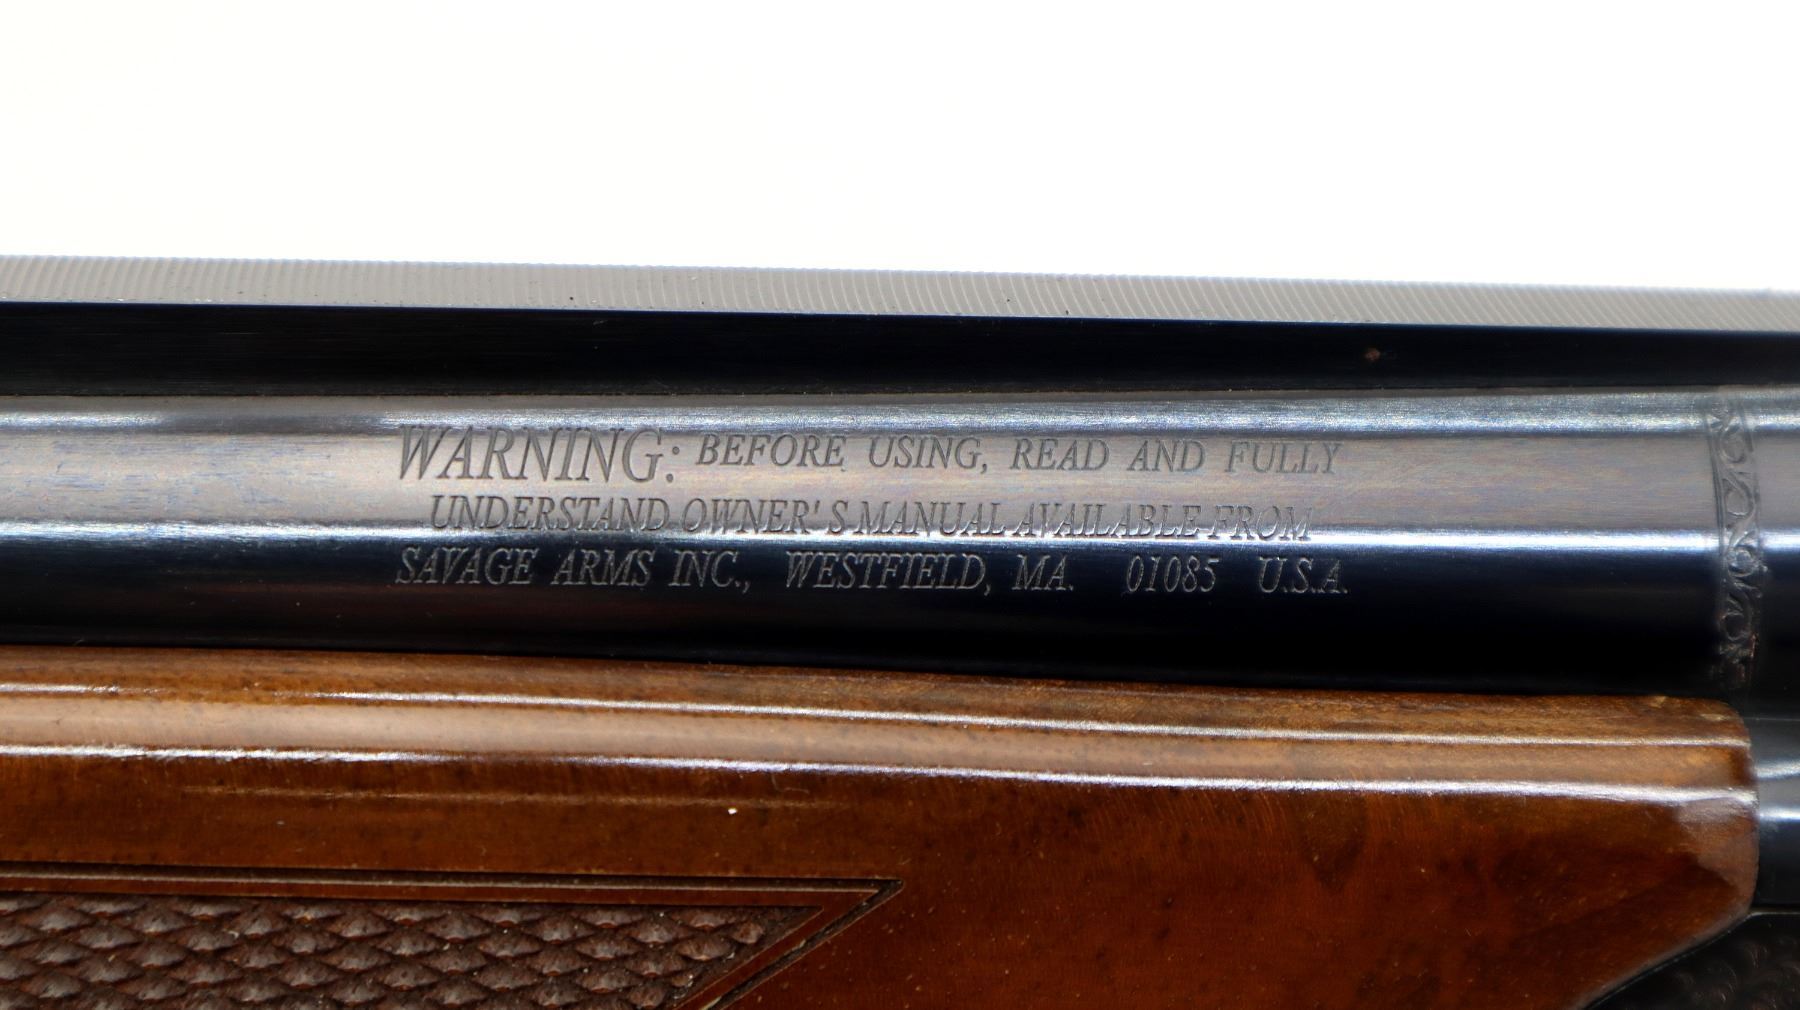 WARNING: BEFORE USING, READ AND FULLY
UNDERSTAND OWNER'S MANUAL AVAILABLE FROM
SAVAGE ARMS INC., WESTFIELD, MA. 01085 U.S.A.